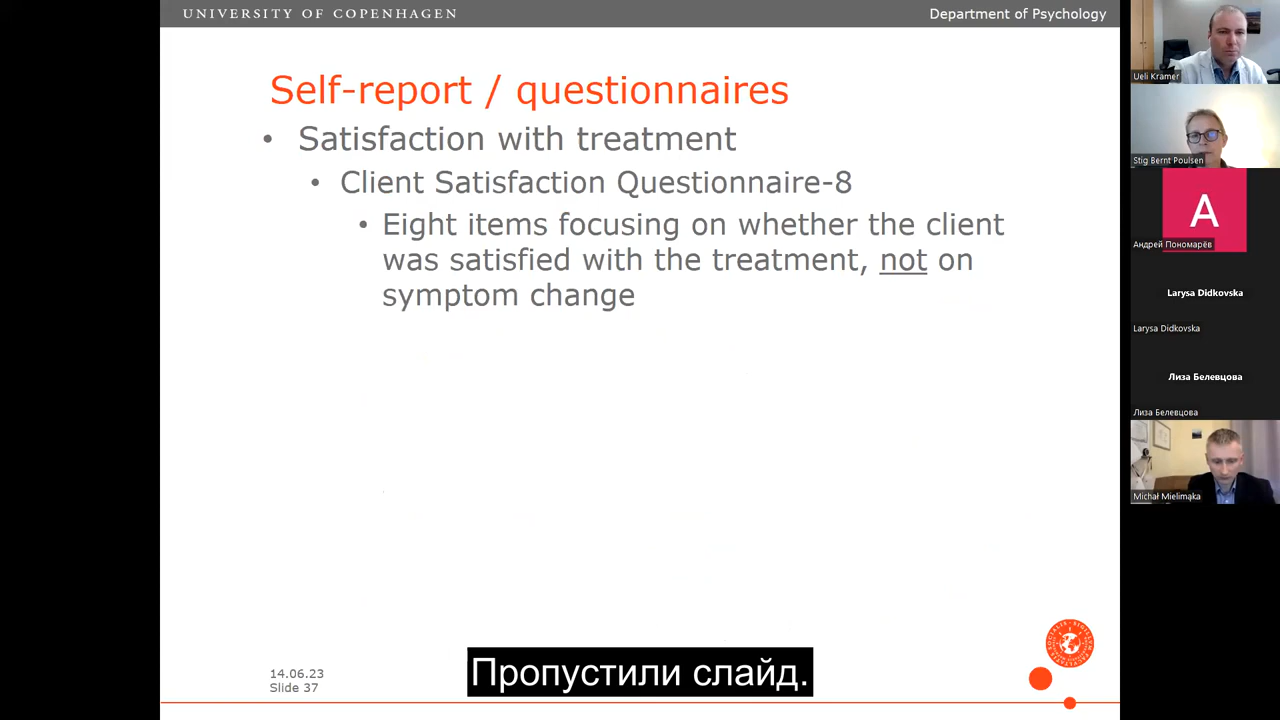 UNIVERSITY OF COPENHAGEN
Department of Psychology
Self-report / questionnaires
• Satisfaction with treatment
• Client Satisfaction Questionnaire-8
• Eight items focusing on whether the client
was satisfied with the treatment, not on
symptom change
14.06.23
Slide 37
Пропустили слайд.
Ueli Kramer
Stig Bernt Poulsen
A
Андрей Пономарёв
Larysa Didkovska
Larysa Didkovska
Лиза Белевцова
Лиза Белевцова
Michał Mielimąka